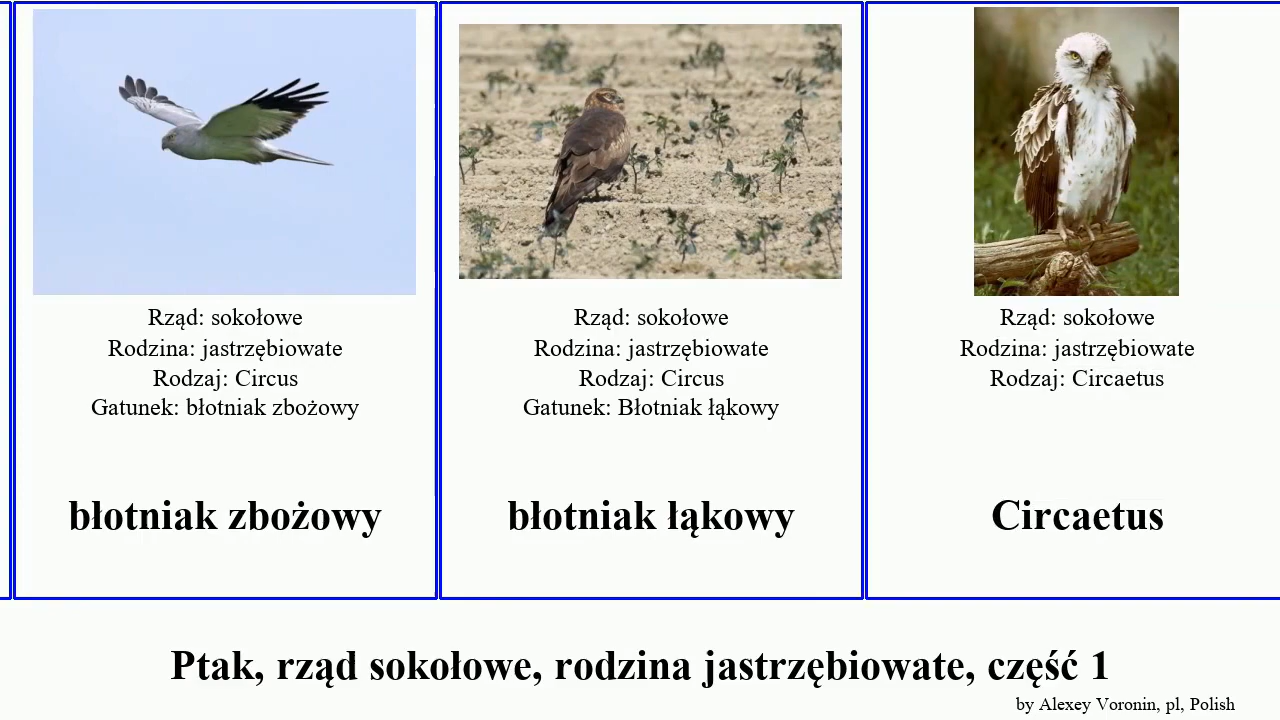 Rząd: sokołowe
Rodzina: jastrzębiowate
Rodzaj: Circus
Gatunek: błotniak zbożowy
błotniak zbożowy
Rząd: sokołowe
Rodzina: jastrzębiowate
Rodzaj: Circus
Gatunek: Błotniak łąkowy
błotniak łąkowy
Rząd: sokołowe
Rodzina: jastrzębiowate
Rodzaj: Circaetus
Circaetus
Ptak, rząd sokołowe, rodzina jastrzębiowate, część 1
by Alexey Voronin, pl, Polish